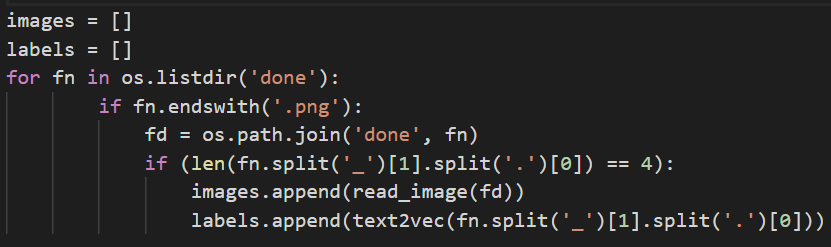 images = []
labels = []
for fn in os.listdir('done'):
        if fn.endswith('.png'):
            fd = os.path.join('done', fn)
            if (len(fn.split('_')[1].split('.')[0]) == 4):
                images.append(read_image(fd))
                labels.append(text2vec(fn.split('_')[1].split('.')[0]))